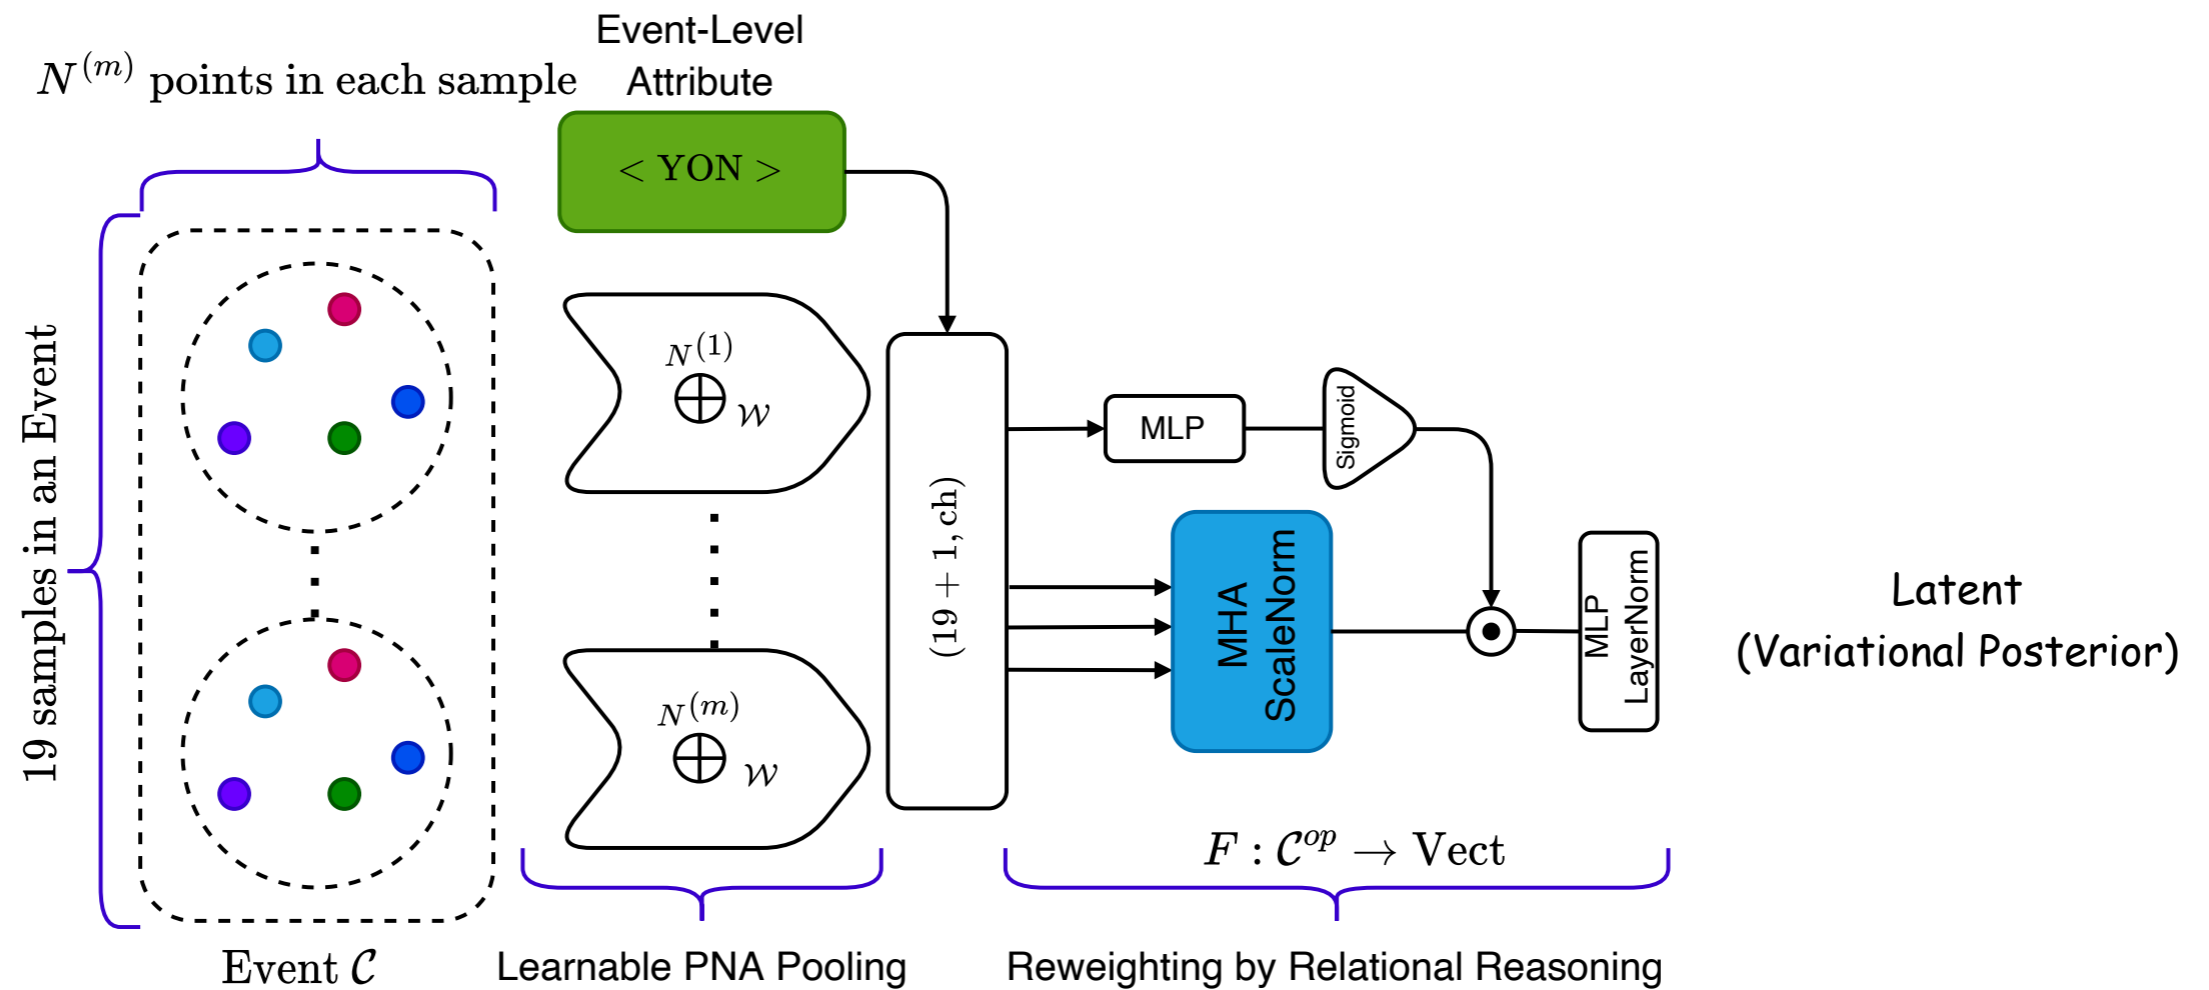 Event-Level
Attribute
N^{(m)} points in each sample
< YON >
19 samples in an Event
N^{(1)}
⊕ 𝒲
N^{(m)}
⊕ 𝒲
(19 + 1, ch)
MLP
Sigmoid
MHA
ScaleNorm
MLP
LayerNorm
Latent
(Variational Posterior)
F : 𝒞^{op} → Vect
Event 𝒞
Learnable PNA Pooling
Reweighting by Relational Reasoning